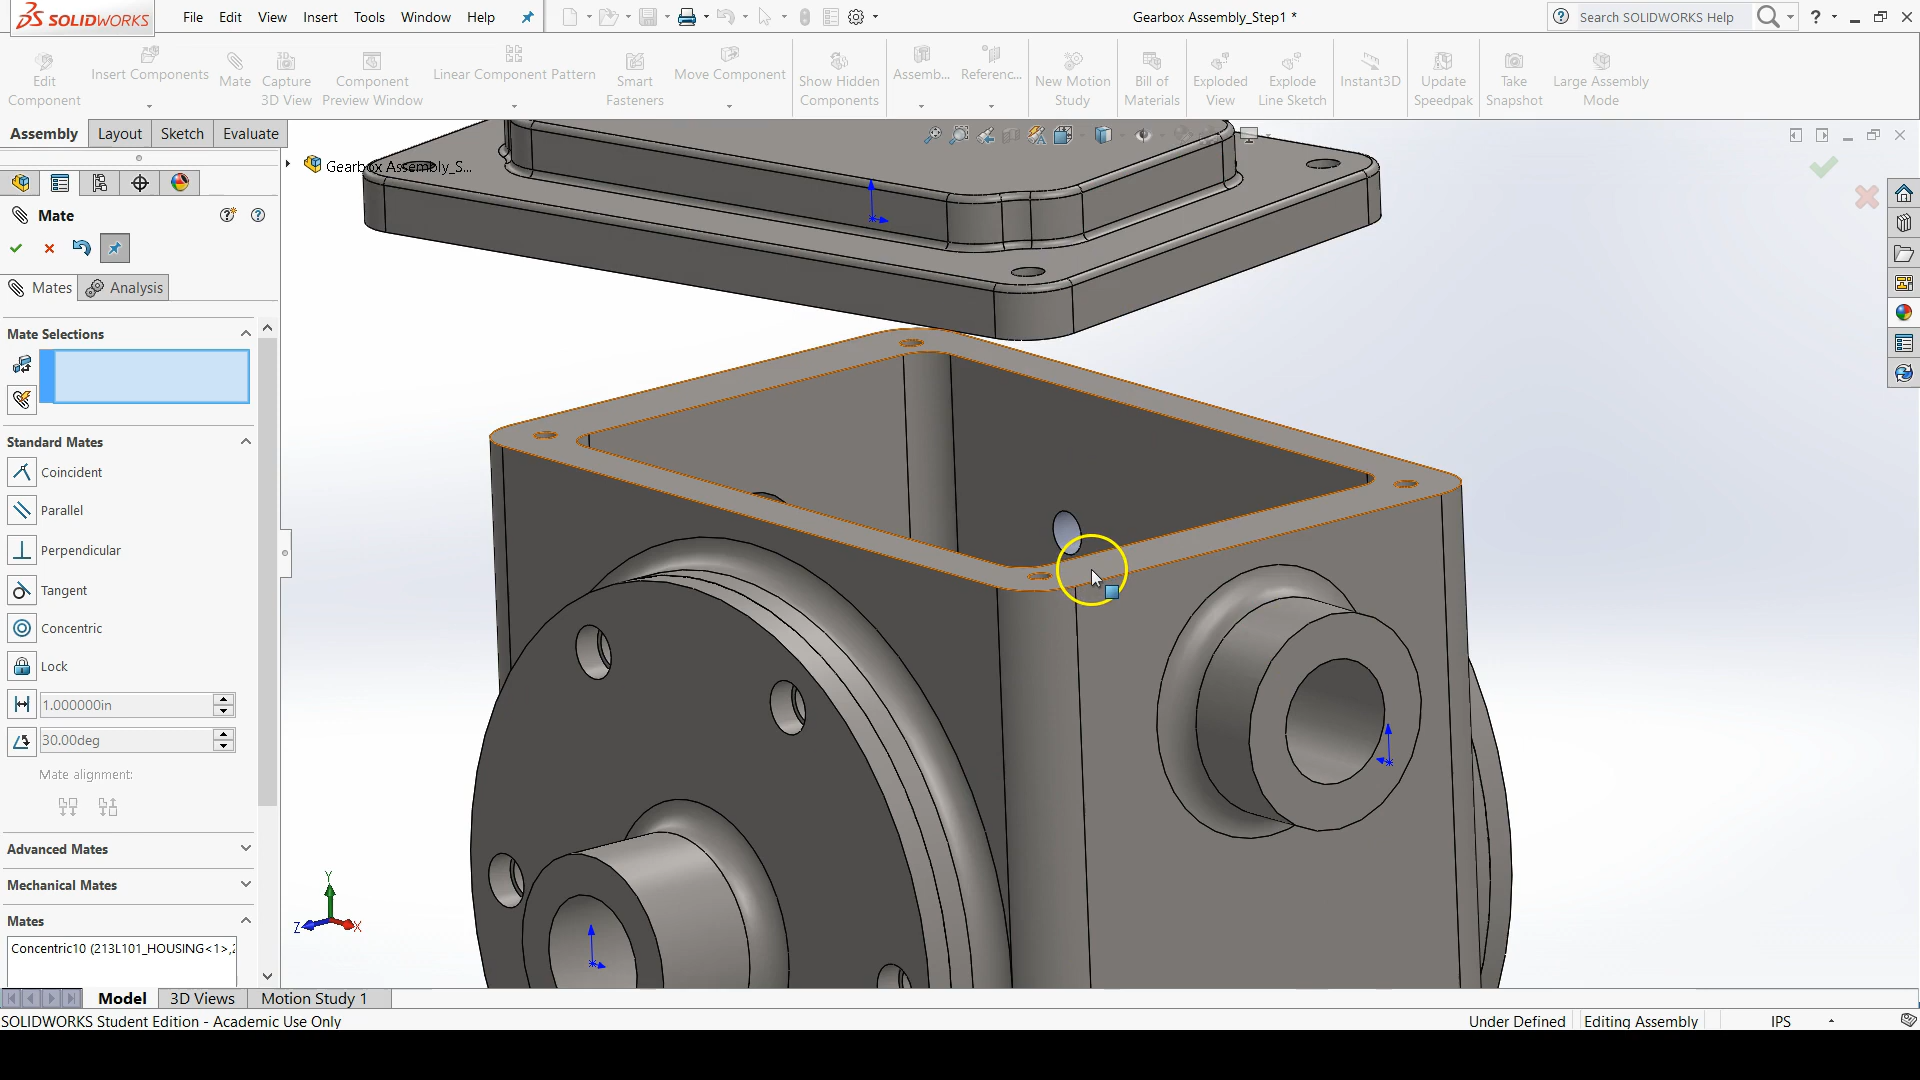 SOLIDWORKS
File Edit View Insert Tools Window Help
Gearbox Assembly_Step1 *
Search SOLIDWORKS Help
Edit Component
Insert Components
Mate
Capture 3D View
Component Preview Window
Linear Component Pattern
Smart Fasteners
Move Component
Show Hidden Components
Assemb...
Referenc...
New Motion Study
Bill of Materials
Exploded View
Explode Line Sketch
Instant3D
Update Speedpak
Take Snapshot
Large Assembly Mode
Assembly Layout Sketch Evaluate
Gearbox Assembly_S...
Mate
Mates Analysis
Mate Selections
Standard Mates
Coincident
Parallel
Perpendicular
Tangent
Concentric
Lock
1.000000in
30.00deg
Mate alignment:
Advanced Mates
Mechanical Mates
Mates
Concentric10 (213L101_HOUSING<1>,2
Y
Z
X
Model 3D Views Motion Study 1
SOLIDWORKS Student Edition - Academic Use Only
Under Defined Editing Assembly IPS